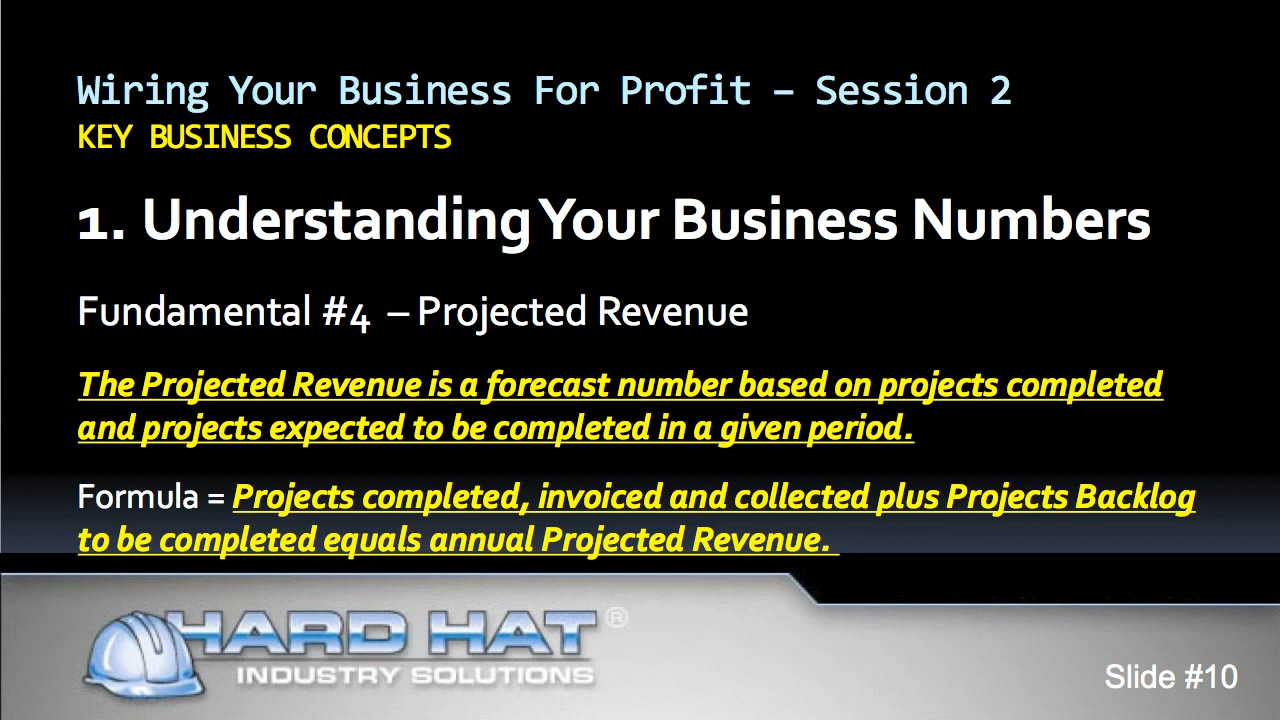 Wiring Your Business For Profit – Session 2
KEY BUSINESS CONCEPTS
1. Understanding Your Business Numbers
Fundamental #4 – Projected Revenue
The Projected Revenue is a forecast number based on projects completed
and projects expected to be completed in a given period.
Formula = Projects completed, invoiced and collected plus Projects Backlog
to be completed equals annual Projected Revenue.
HARD HAT ®
INDUSTRY SOLUTIONS
Slide #10